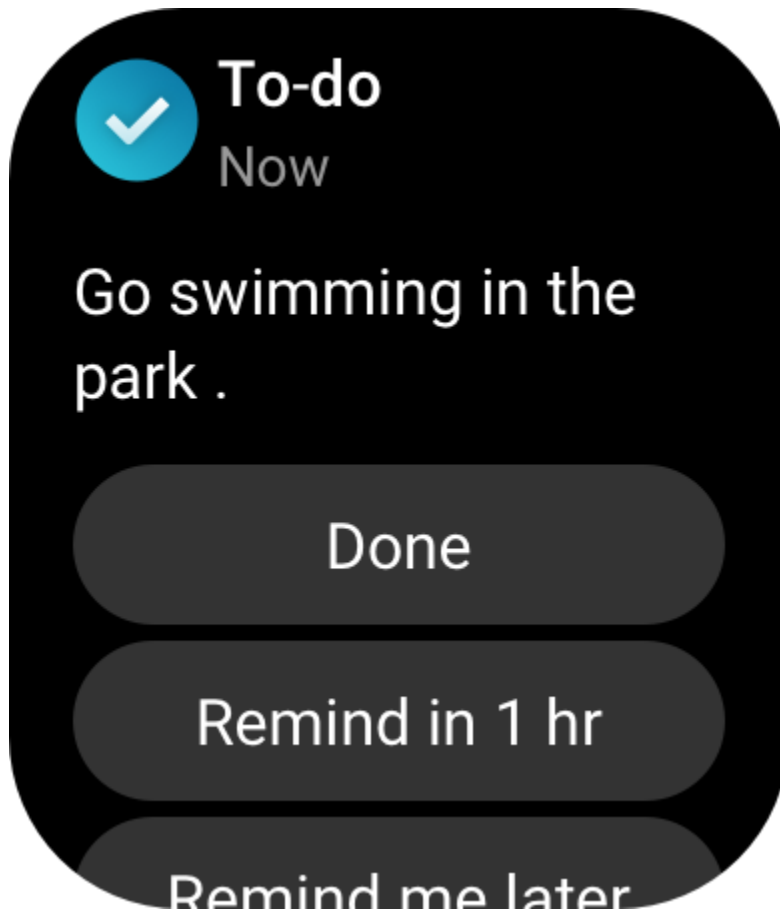 To-do
Now
Go swimming in the
park .
Done
Remind in 1 hr
Remind me later